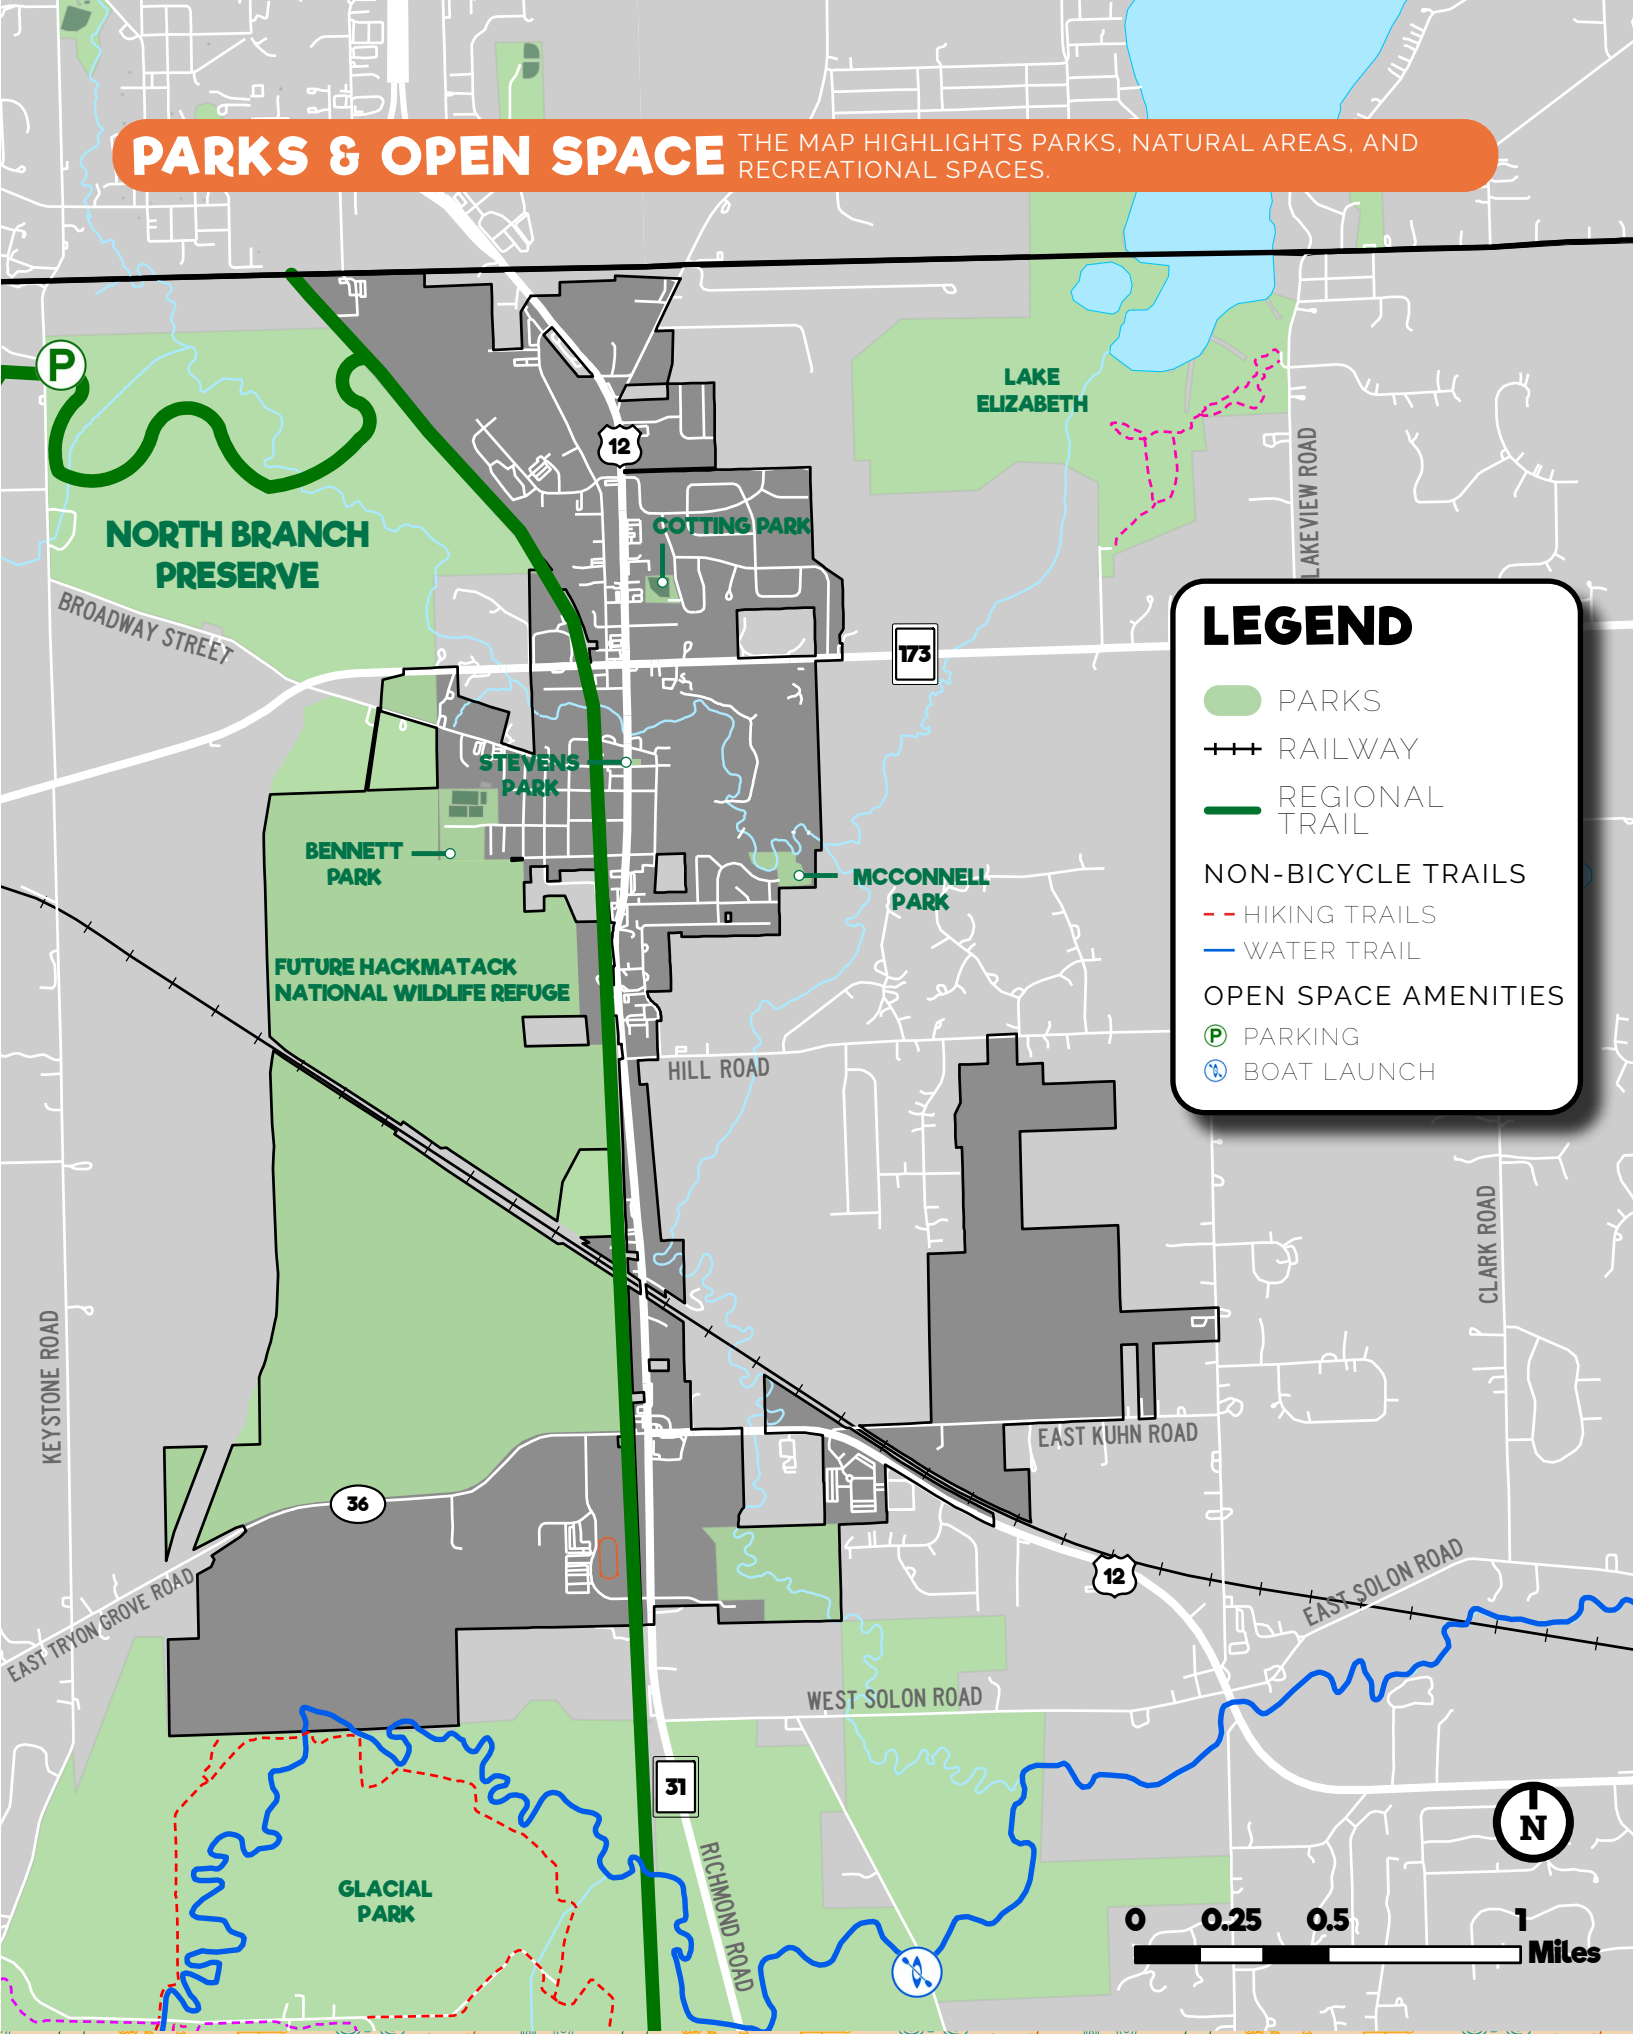 PARKS & OPEN SPACE
THE MAP HIGHLIGHTS PARKS, NATURAL AREAS, AND
RECREATIONAL SPACES.
P
LAKE
ELIZABETH
12
LAKEVIEW ROAD
COTTING PARK
NORTH BRANCH
PRESERVE
BROADWAY STREET
173
STEVENS
PARK
BENNETT
PARK
MCCONNELL
PARK
FUTURE HACKMATACK
NATIONAL WILDLIFE REFUGE
HILL ROAD
LEGEND
PARKS
RAILWAY
REGIONAL
TRAIL
NON-BICYCLE TRAILS
HIKING TRAILS
WATER TRAIL
OPEN SPACE AMENITIES
P PARKING
BOAT LAUNCH
CLARK ROAD
KEYSTONE ROAD
EAST KUHN ROAD
36
12
EAST SOLON ROAD
EAST TRYON GROVE ROAD
WEST SOLON ROAD
31
RICHMOND ROAD
GLACIAL
PARK
N
0 0.25 0.5 1
Miles